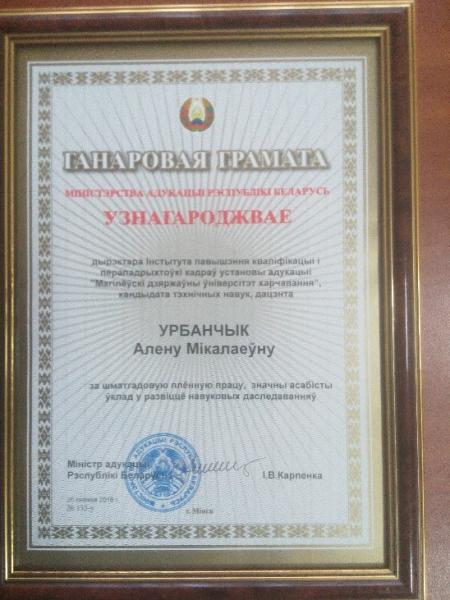 ГАНАРОВАЯ ГРАМАТА
МІНІСТЭРСТВА АДУКАЦЫІ РЭСПУБЛІКІ БЕЛАРУСЬ
УЗНАГАРОДЖВАЕ
дырэктара Інстытута павышэння кваліфікацыі і
перападрыхтоўкі кадраў установы адукацыі
"Магілёўскі дзяржаўны ўніверсітэт харчавання",
кандыдата тэхнічных навук, дацэнта
УРБАНЧЫК
Алену Мікалаеўну
за шматгадовую плённую працу, значны асабісты
ўклад у развіццё навуковых даследаванняў
Міністр адукацыі
Рэспублікі Беларусь
І.В.Карпенка
г. Мінск